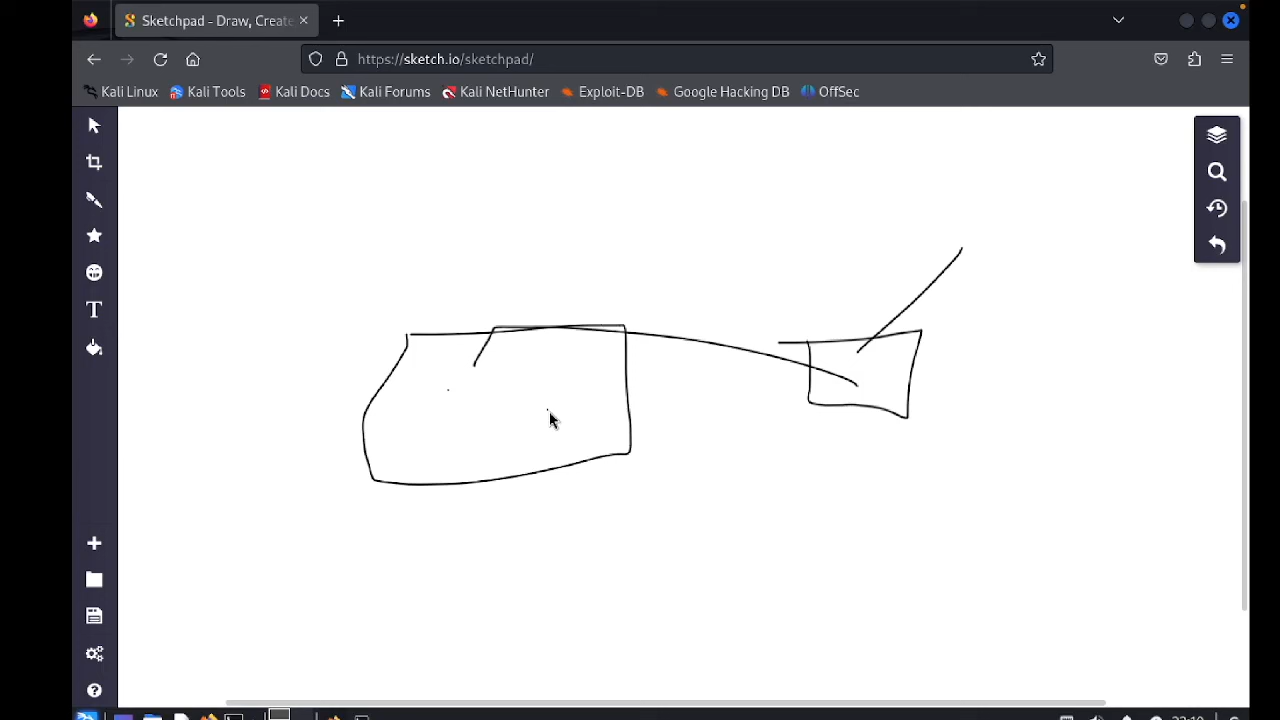 Sketchpad - Draw, Create
https://sketch.io/sketchpad/
Kali Linux Kali Tools Kali Docs Kali Forums Kali NetHunter Exploit-DB Google Hacking DB OffSec
T